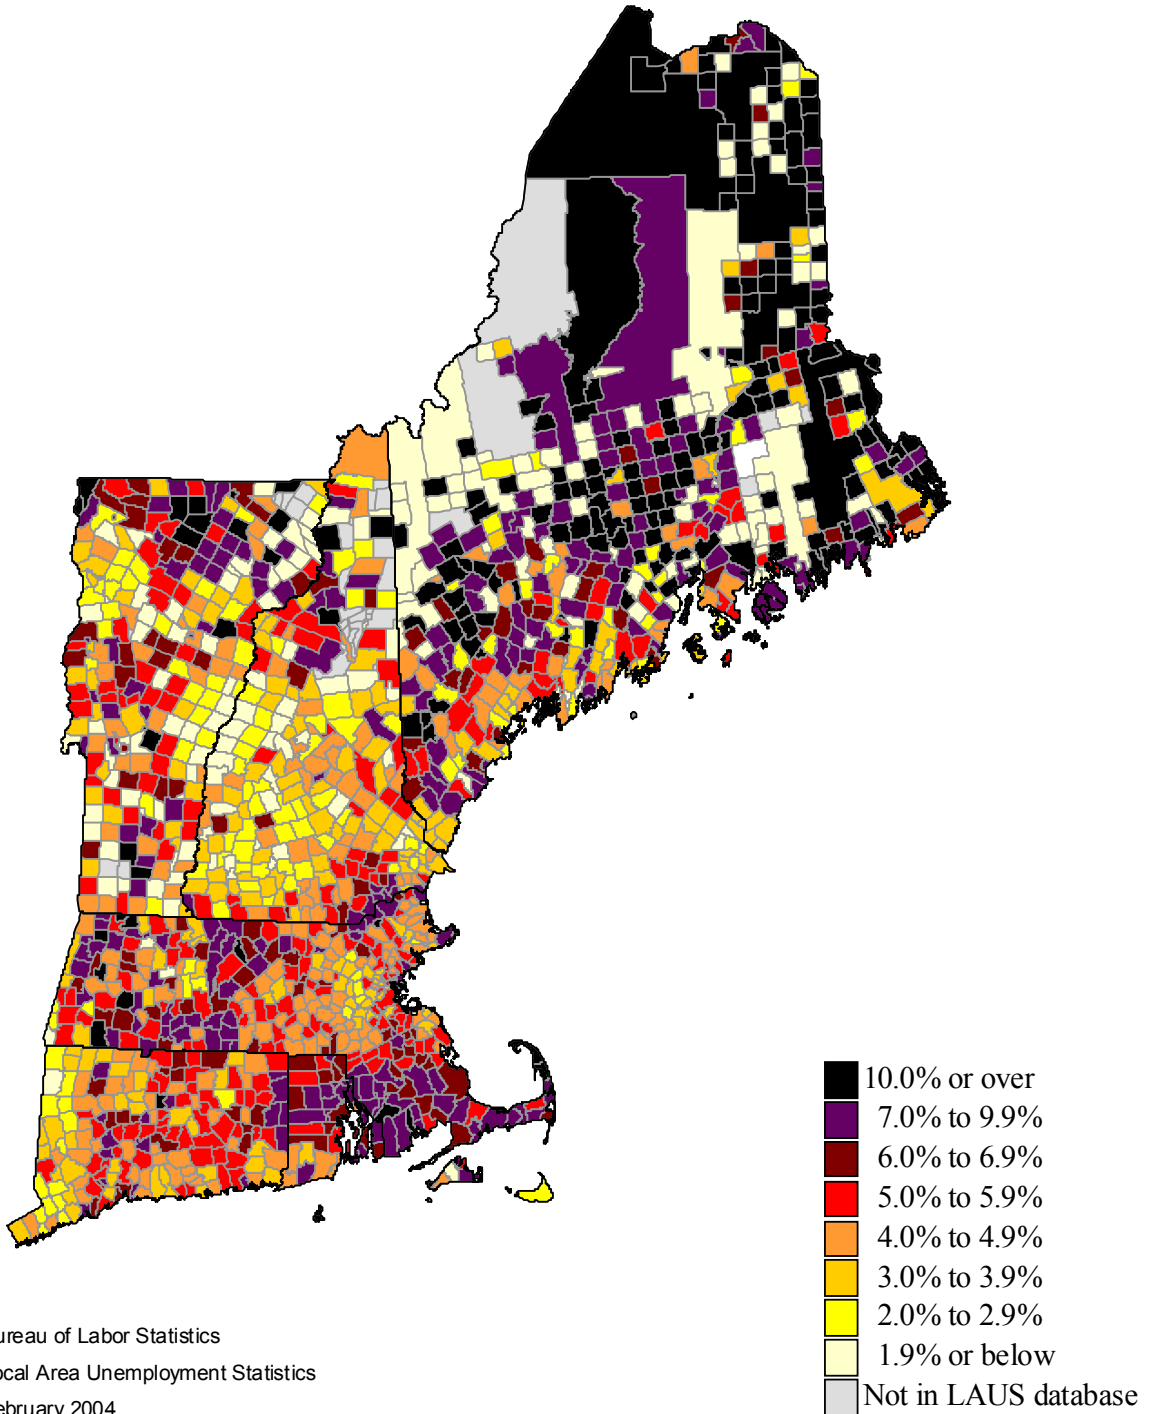 10.0% or over
7.0% to 9.9%
6.0% to 6.9%
5.0% to 5.9%
4.0% to 4.9%
3.0% to 3.9%
2.0% to 2.9%
1.9% or below
Not in LAUS database
ureau of Labor Statistics
ocal Area Unemployment Statistics
ebruary 2004